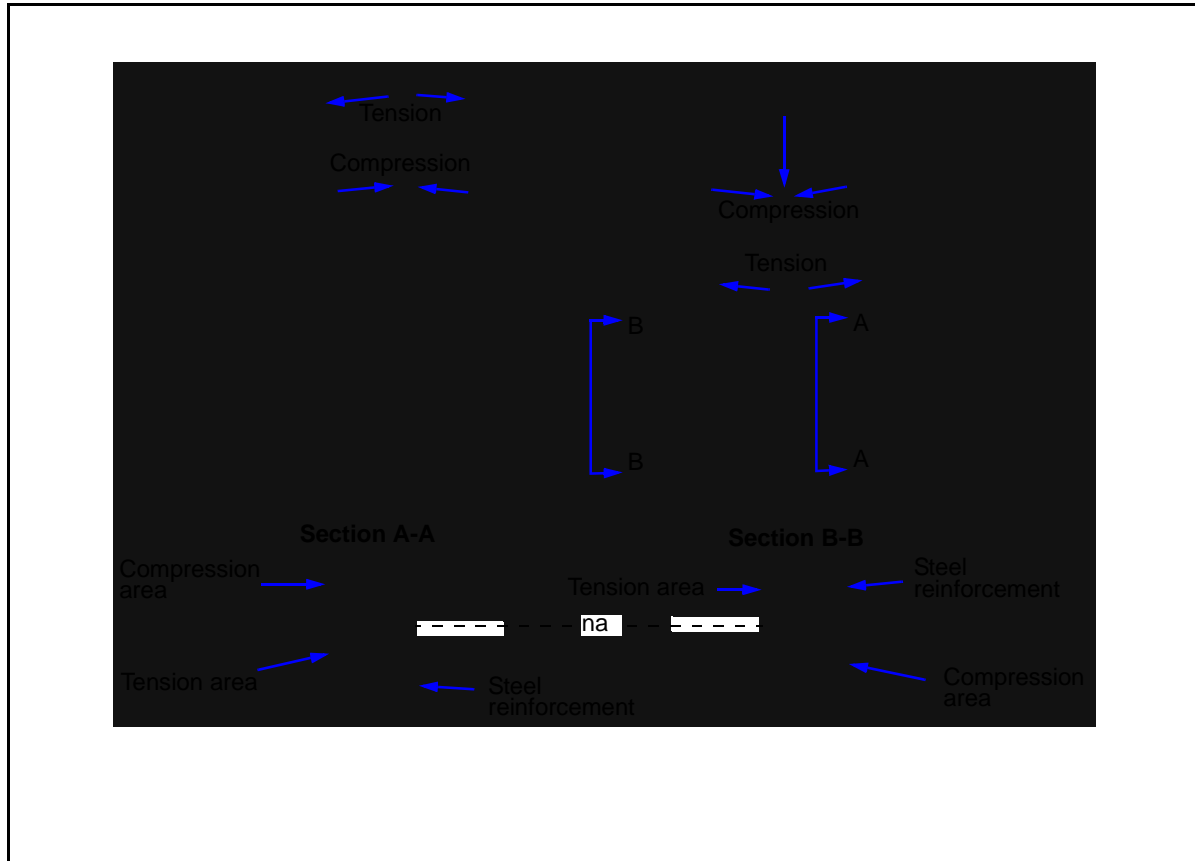 Tension
Compression
Compression
Tension
B
A
B
A
Section A-A
Section B-B
Compression
area
Tension area
Steel
reinforcement
na
Tension area
Steel
reinforcement
Compression
area